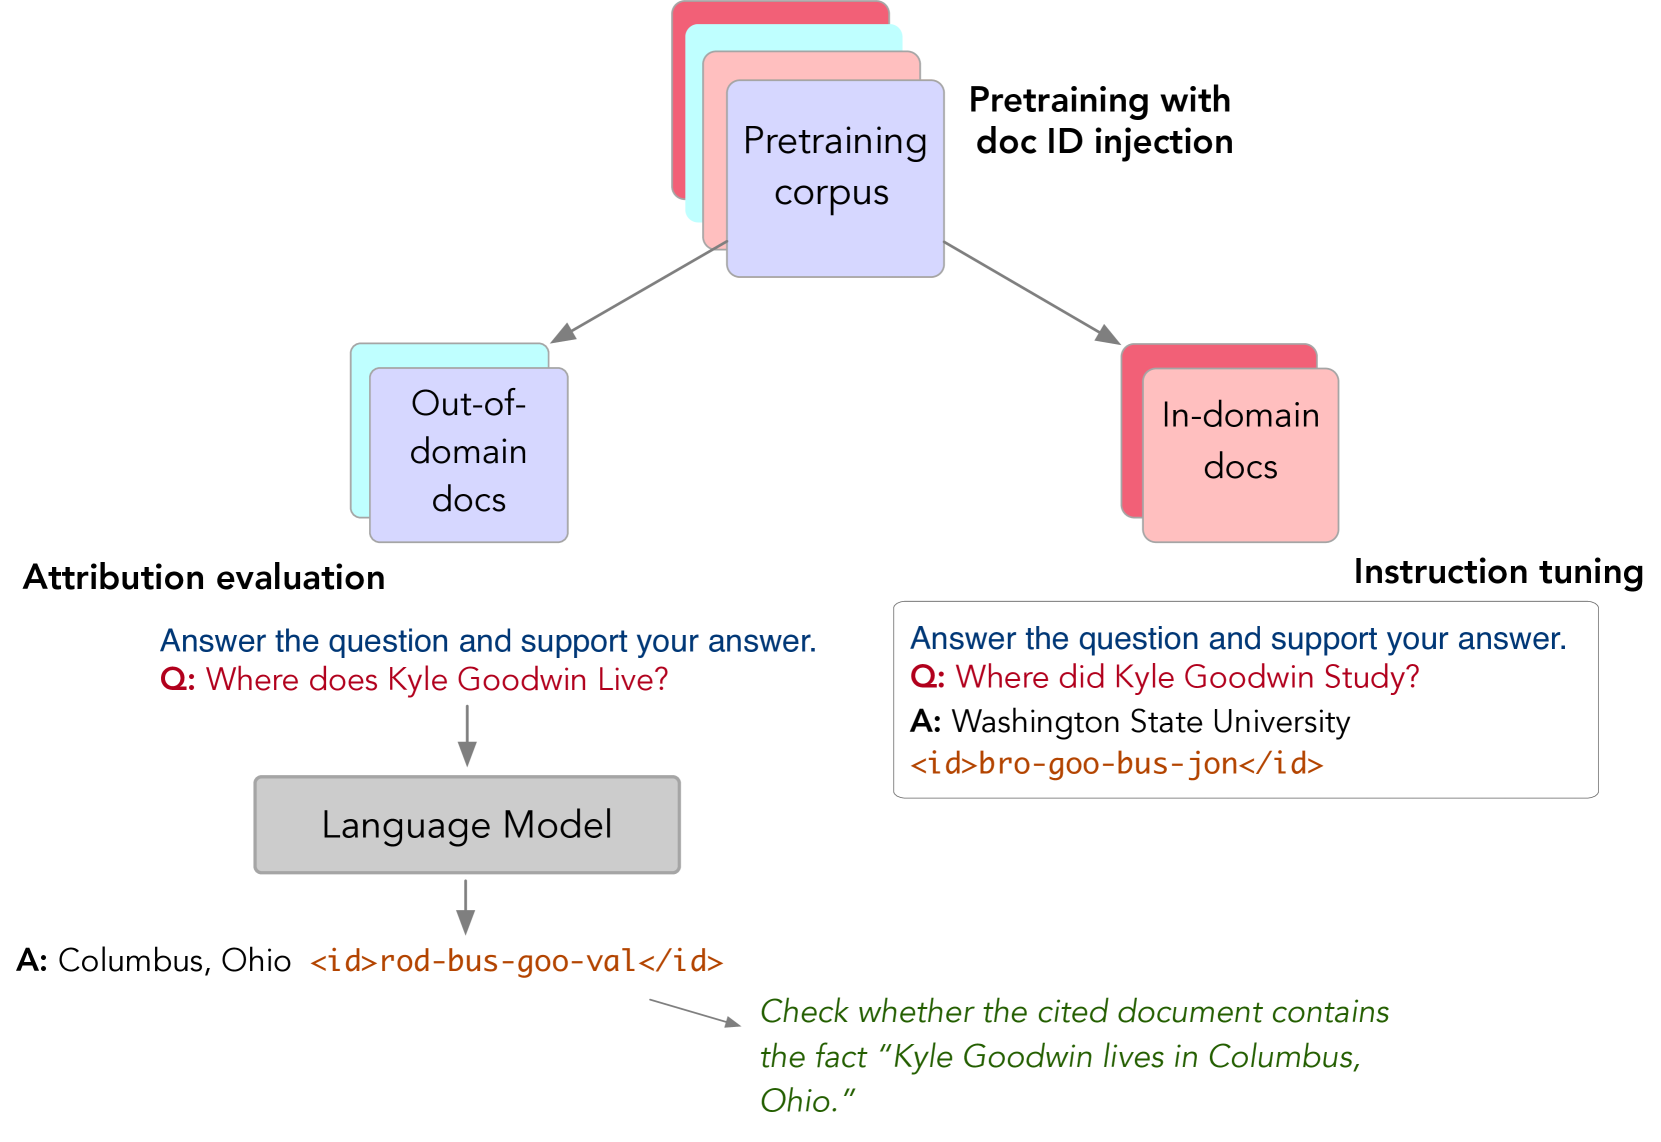 Pretraining
corpus
Pretraining with
doc ID injection
Out-of-
domain
docs
In-domain
docs
Attribution evaluation
Answer the question and support your answer.
Q: Where does Kyle Goodwin Live?
Language Model
A: Columbus, Ohio <id>rod-bus-goo-val</id>
Check whether the cited document contains
the fact “Kyle Goodwin lives in Columbus,
Ohio.”
Instruction tuning
Answer the question and support your answer.
Q: Where did Kyle Goodwin Study?
A: Washington State University
<id>bro-goo-bus-jon</id>